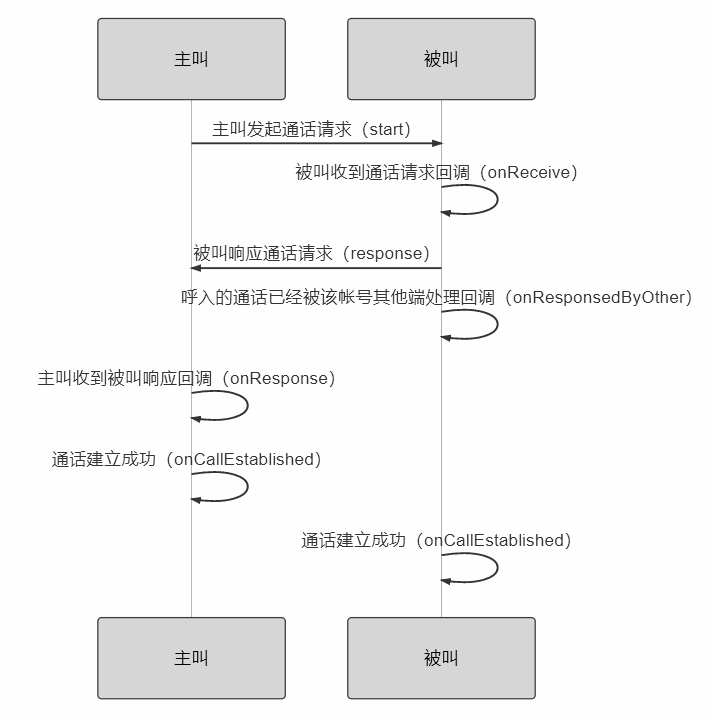 主叫
被叫
主叫发起通话请求（start）
被叫收到通话请求回调（onReceive）
被叫响应通话请求（response）
呼入的通话已经被该帐号其他端处理回调（onResponsedByOther）
主叫收到被叫响应回调（onResponse）
通话建立成功（onCallEstablished）
通话建立成功（onCallEstablished）
主叫
被叫